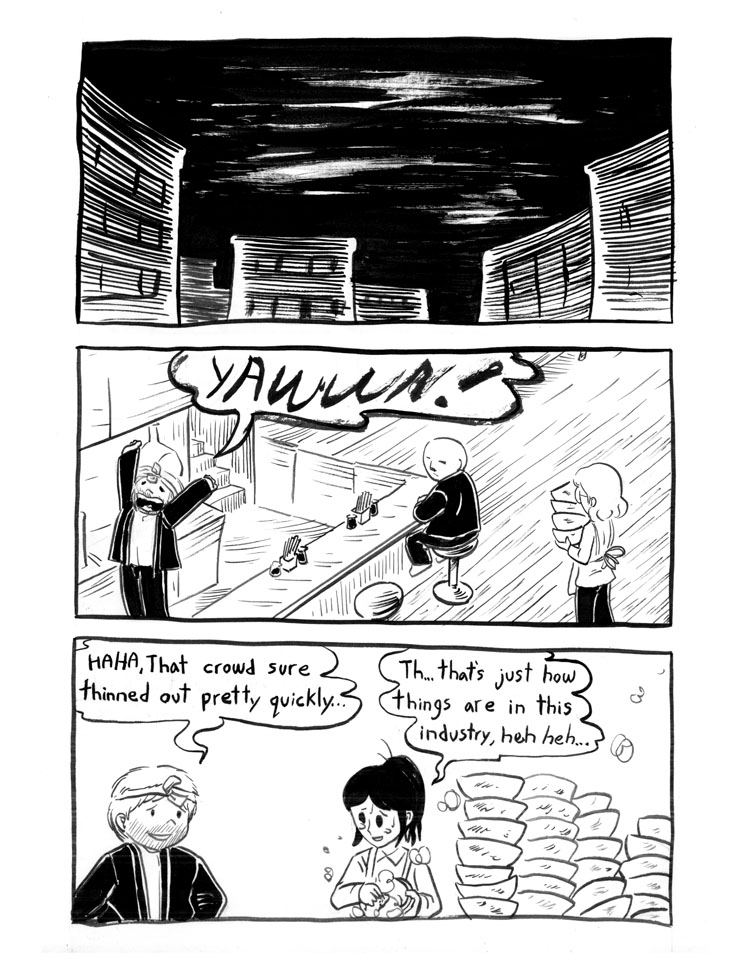 YAWWN!
HAHA, That crowd sure
thinned out pretty quickly...
Th... that's just how
things are in this
industry, heh heh...